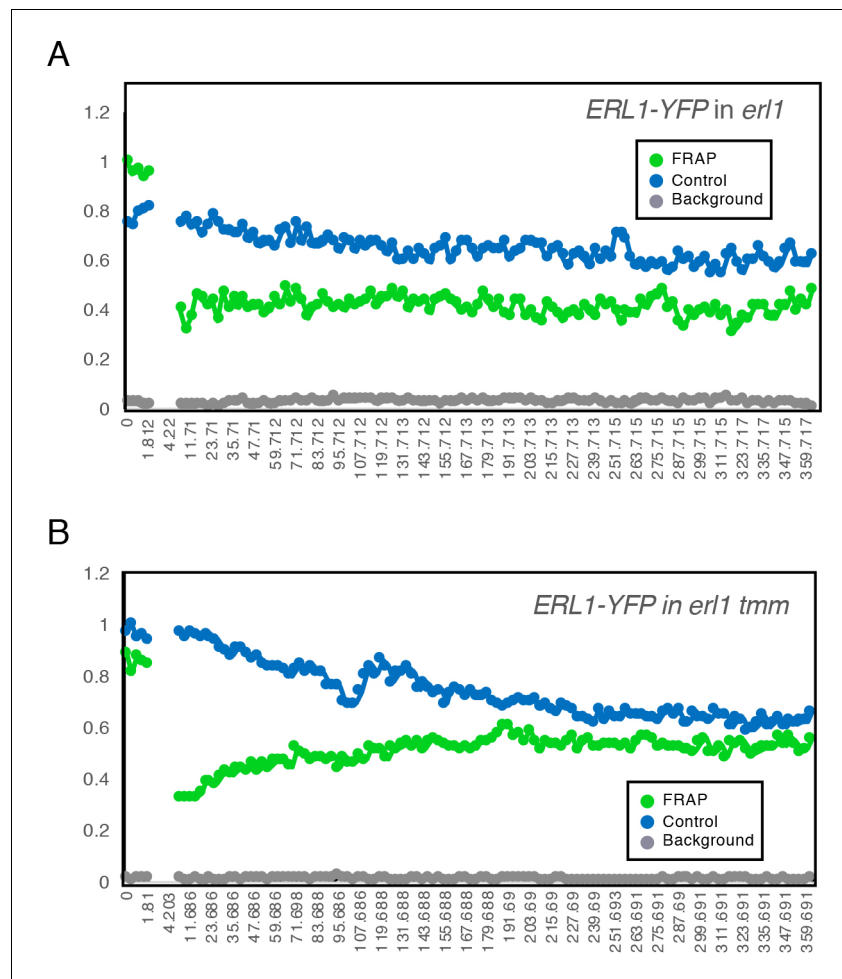 A
ERL1-YFP in erl1
FRAP
Control
Background
1.2
1
0.8
0.6
0.4
0.2
0
0 1.812 4.22 11.71 23.71 35.71 47.71 59.712 71.712 83.712 95.712 107.712 119.712 131.713 143.712 155.712 167.713 179.713 191.713 203.713 215.713 227.713 239.713 251.715 263.715 275.715 287.715 299.715 311.715 323.717 335.717 347.715 359.717
B
ERL1-YFP in erl1 tmm
1.2
1
0.8
0.6
0.4
0.2
0
FRAP
Control
Background
0 1.81 4.203 11.686 23.686 35.686 47.686 59.686 71.698 83.688 95.686 107.686 119.688 131.688 143.688 155.688 167.688 179.688 191.69 203.69 215.69 227.69 239.69 251.693 263.691 275.691 287.69 299.691 311.691 323.691 335.691 347.691 359.691